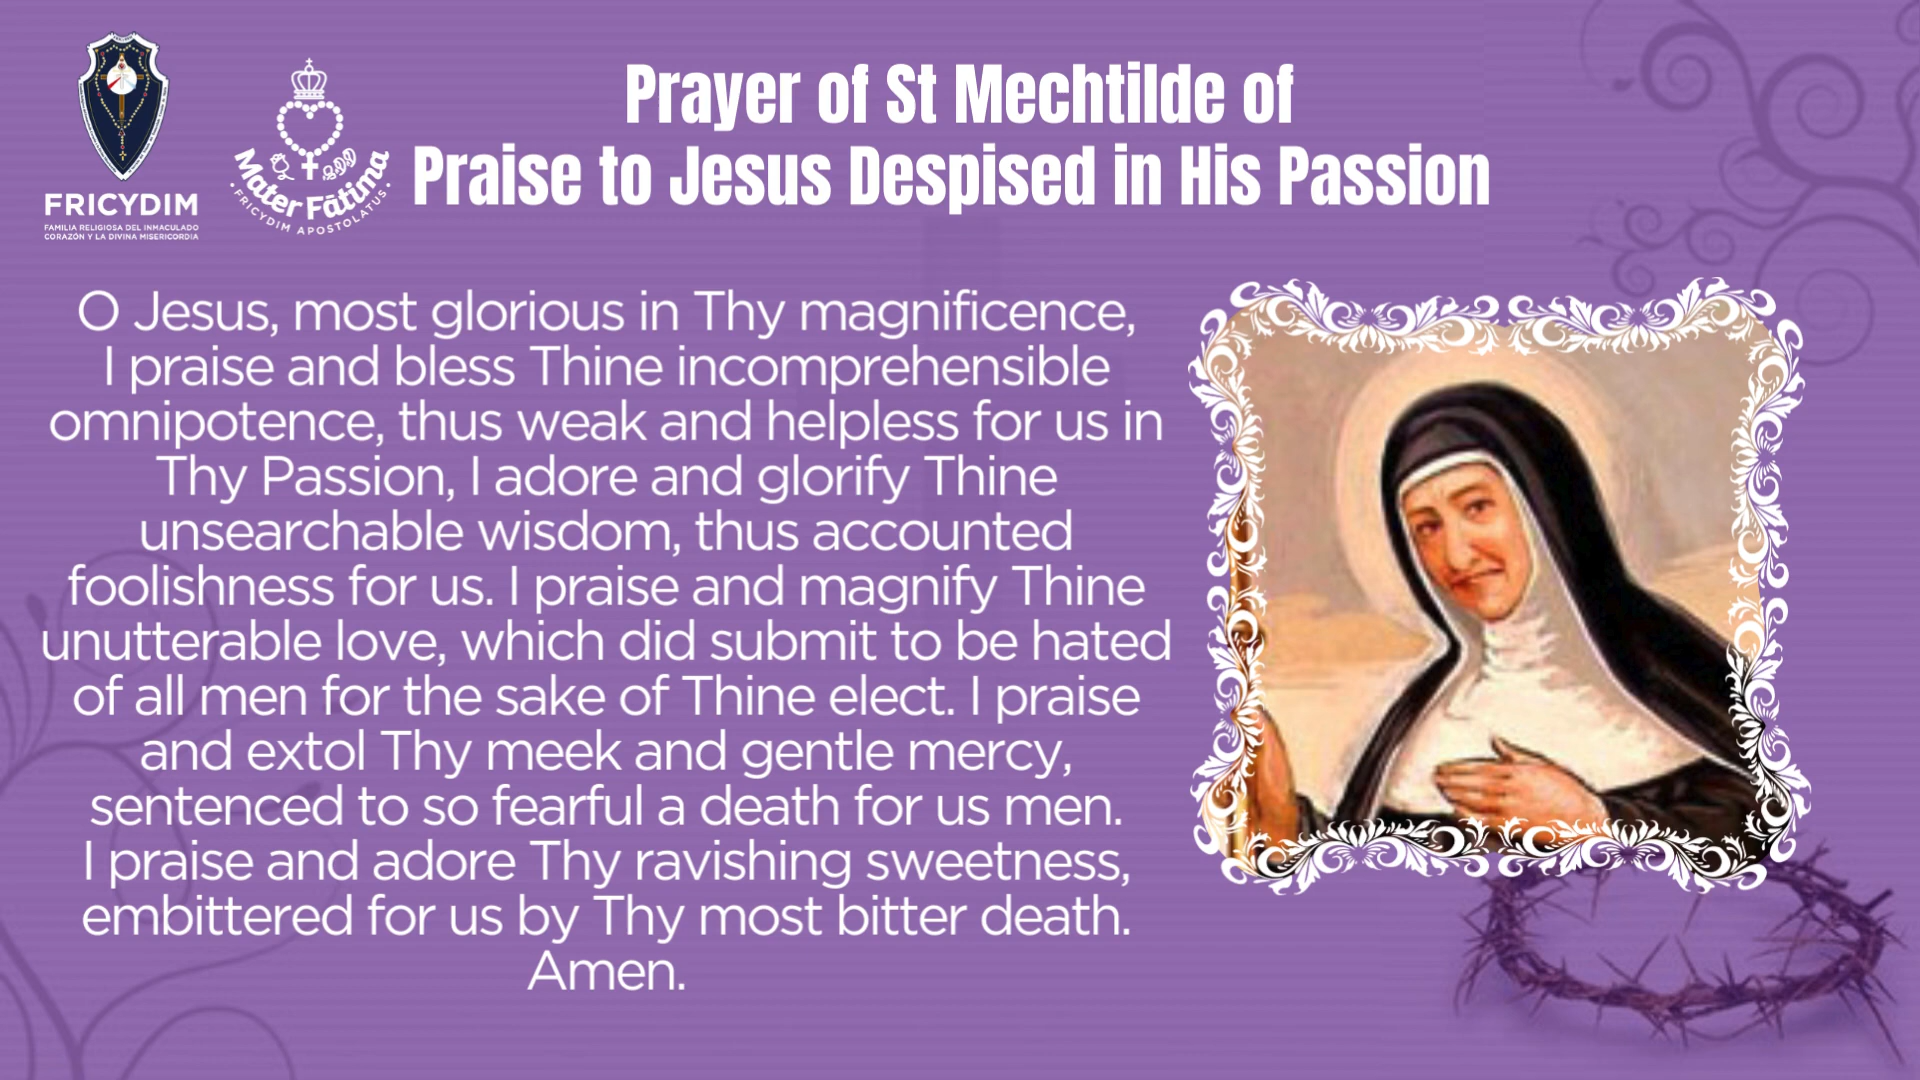 Prayer of St Mechtilde of
Praise to Jesus Despised in His Passion
FRICYDIM
FAMILIA RELIGIOSA DEL INMACULADO
CORAZÓN Y LA DIVINA MISERICORDIA
Mater Fātima
• FRICYDIM APOSTOLATUS •
O Jesus, most glorious in Thy magnificence,
I praise and bless Thine incomprehensible
omnipotence, thus weak and helpless for us in
Thy Passion, I adore and glorify Thine
unsearchable wisdom, thus accounted
foolishness for us. I praise and magnify Thine
unutterable love, which did submit to be hated
of all men for the sake of Thine elect. I praise
and extol Thy meek and gentle mercy,
sentenced to so fearful a death for us men.
I praise and adore Thy ravishing sweetness,
embittered for us by Thy most bitter death.
Amen.